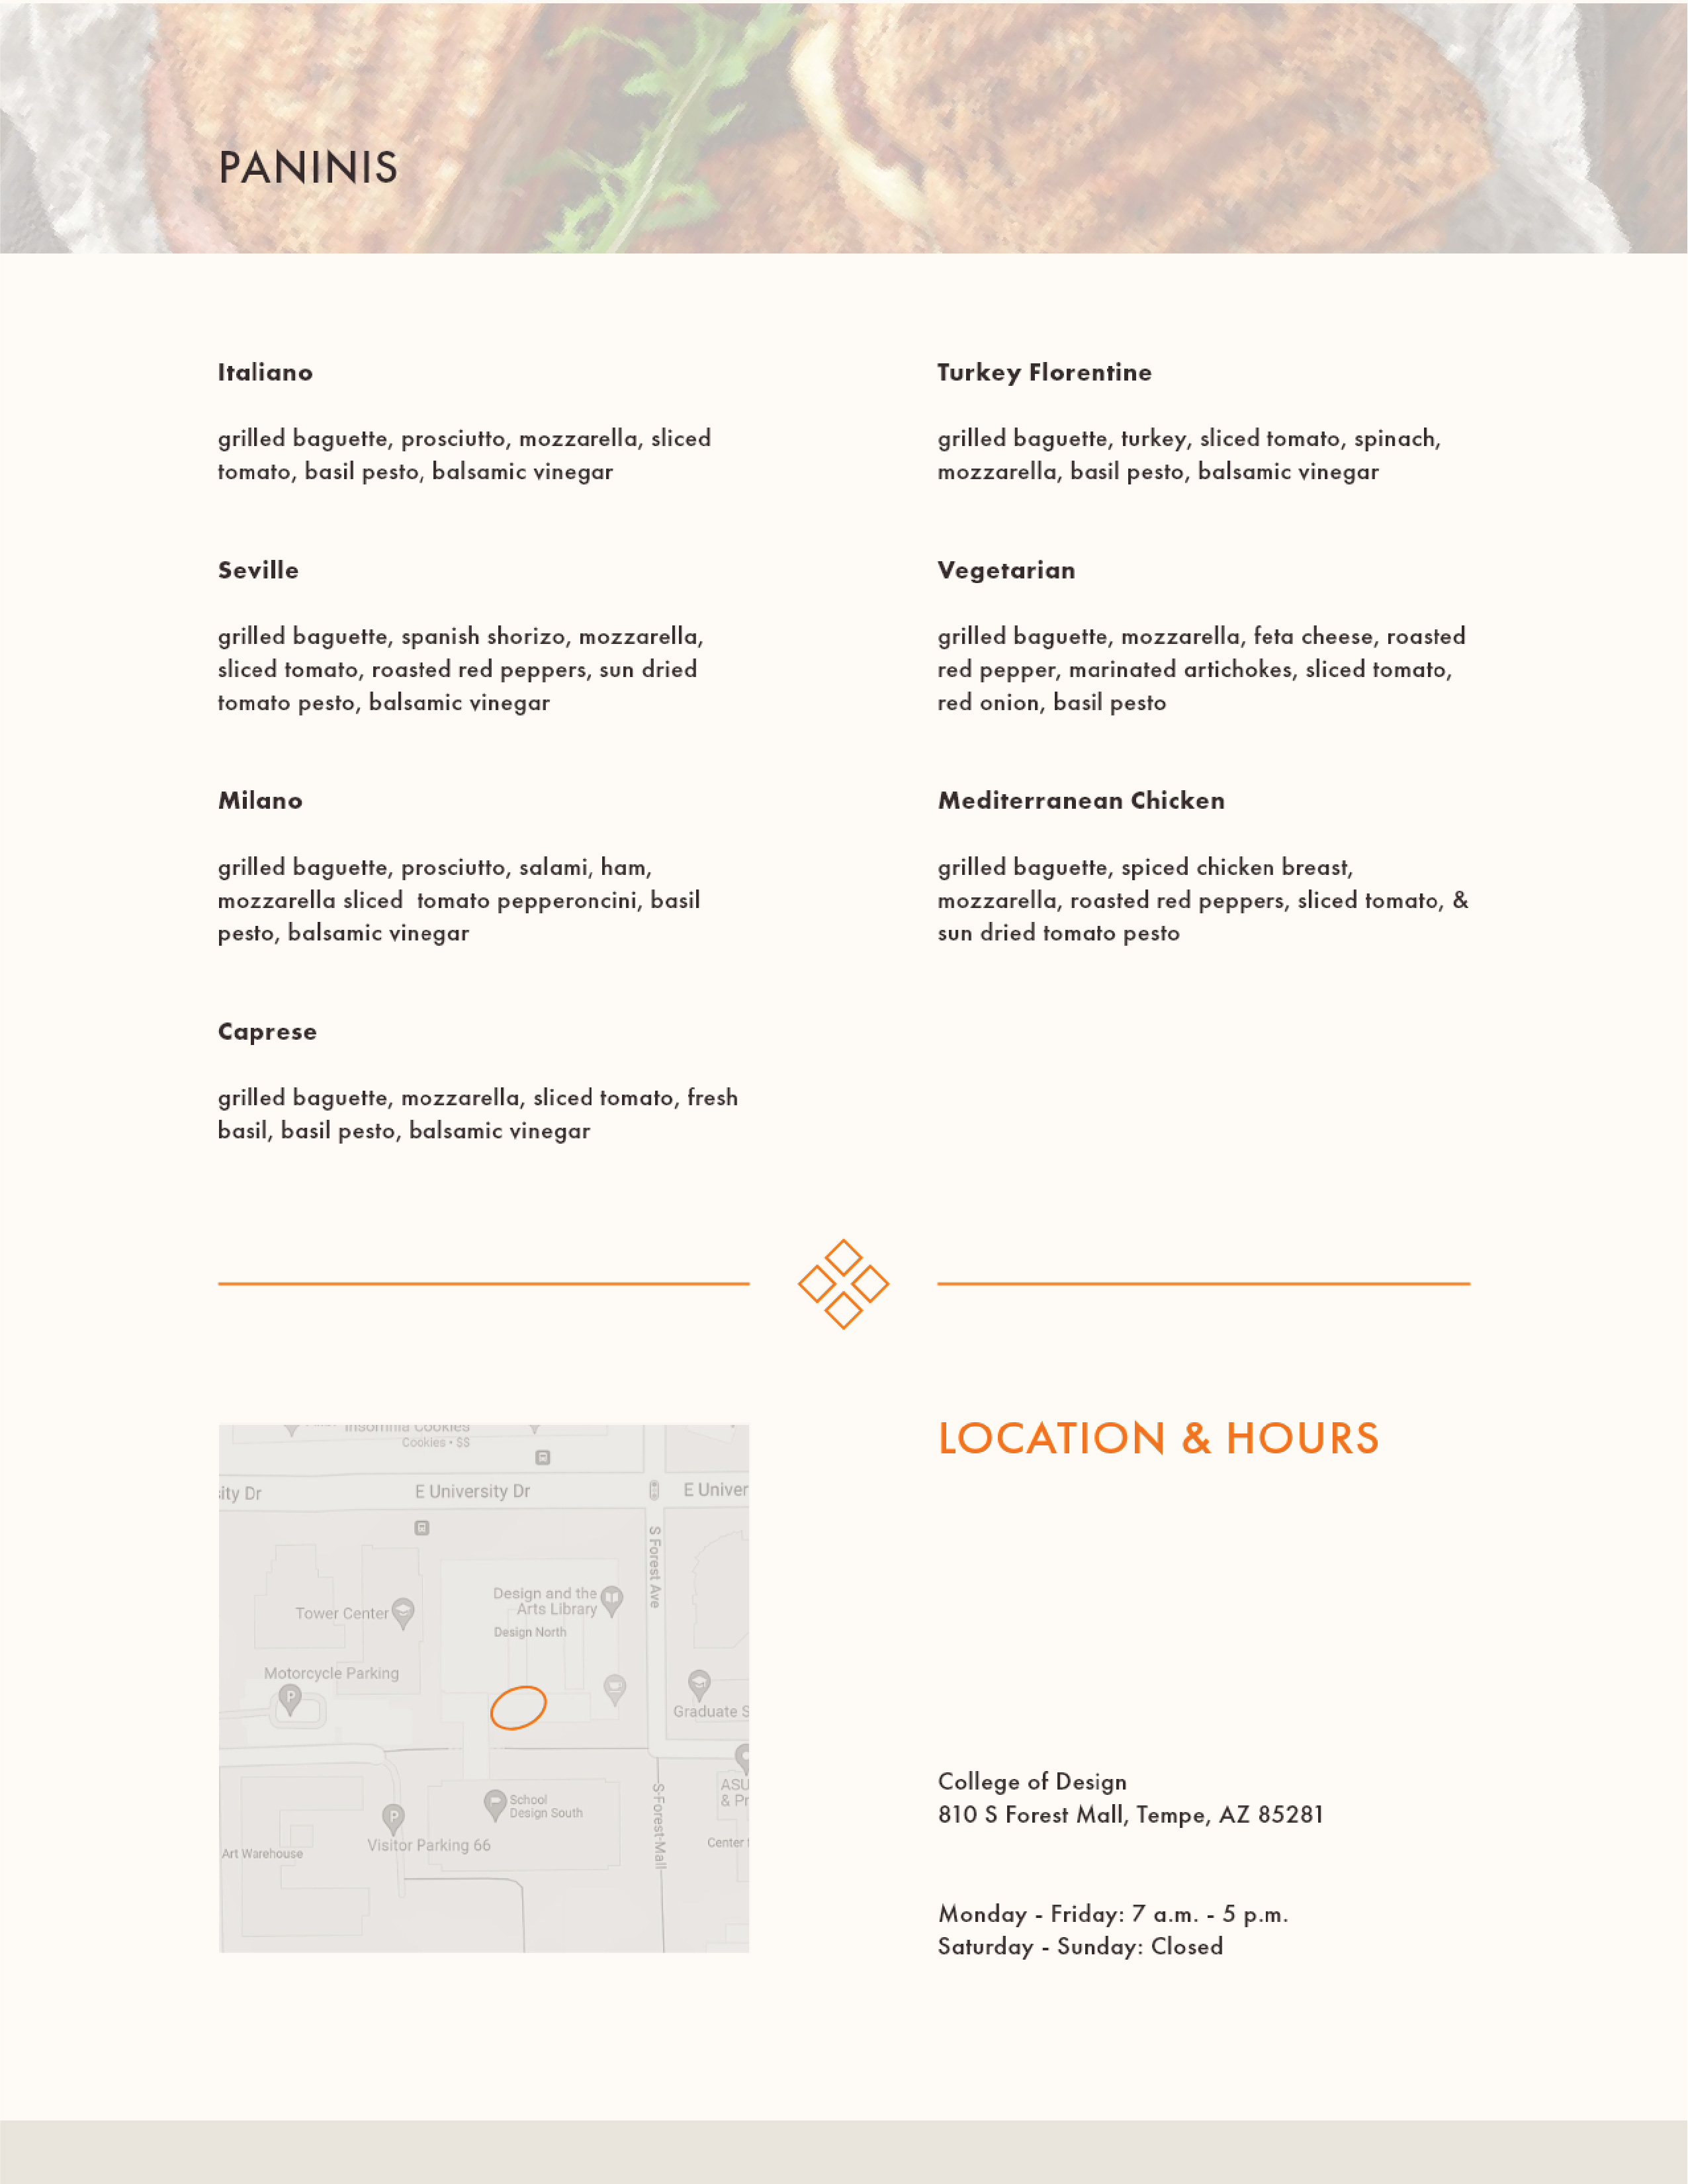 PANINIS
Italiano
grilled baguette, prosciutto, mozzarella, sliced
tomato, basil pesto, balsamic vinegar
Seville
grilled baguette, spanish shorizo, mozzarella,
sliced tomato, roasted red peppers, sun dried
tomato pesto, balsamic vinegar
Milano
grilled baguette, prosciutto, salami, ham,
mozzarella sliced  tomato pepperoncini, basil
pesto, balsamic vinegar
Caprese
grilled baguette, mozzarella, sliced tomato, fresh
basil, basil pesto, balsamic vinegar
Turkey Florentine
grilled baguette, turkey, sliced tomato, spinach,
mozzarella, basil pesto, balsamic vinegar
Vegetarian
grilled baguette, mozzarella, feta cheese, roasted
red pepper, marinated artichokes, sliced tomato,
red onion, basil pesto
Mediterranean Chicken
grilled baguette, spiced chicken breast,
mozzarella, roasted red peppers, sliced tomato, &
sun dried tomato pesto
Insomnia Cookies
Cookies • $$
ity Dr
E University Dr
E Univer
S Forest Ave
Design and the
Arts Library
Tower Center
Design North
Motorcycle Parking
P
Graduate S
School
Design South
ASU
& Pr
S Forest Mall
P
Visitor Parking 66
Center
Art Warehouse
LOCATION & HOURS
College of Design
810 S Forest Mall, Tempe, AZ 85281
Monday - Friday: 7 a.m. - 5 p.m.
Saturday - Sunday: Closed